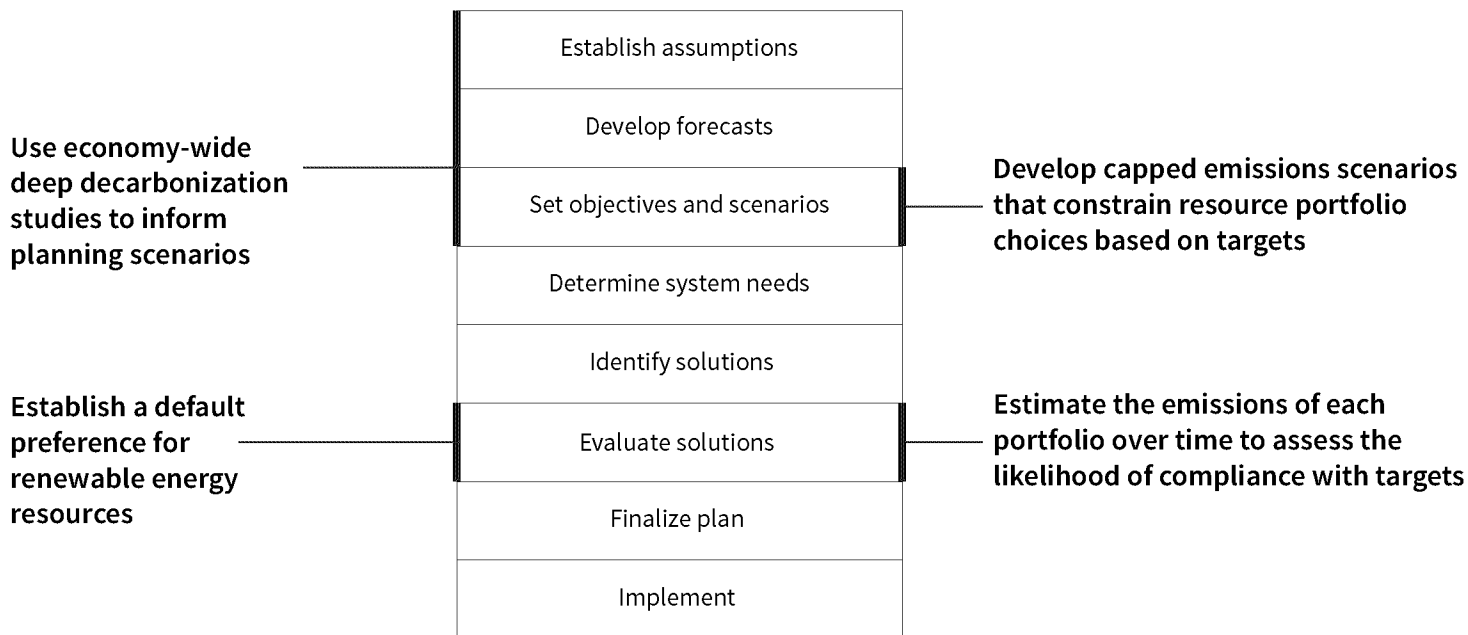 Establish assumptions
Develop forecasts
Set objectives and scenarios
Determine system needs
Identify solutions
Evaluate solutions
Finalize plan
Implement
Use economy-wide
deep decarbonization
studies to inform
planning scenarios
Establish a default
preference for
renewable energy
resources
Develop capped emissions scenarios
that constrain resource portfolio
choices based on targets
Estimate the emissions of each
portfolio over time to assess the
likelihood of compliance with targets